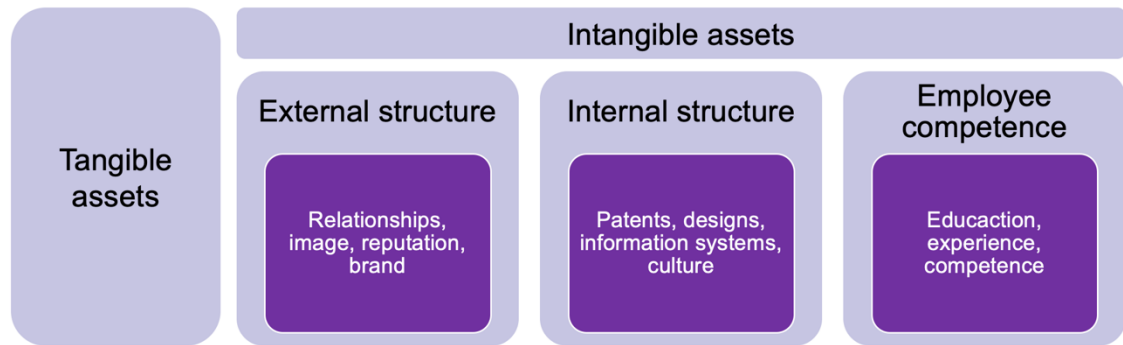 Tangible
assets
Intangible assets
External structure
Relationships,
image, reputation,
brand
Internal structure
Patents, designs,
information systems,
culture
Employee
competence
Educaction,
experience,
competence